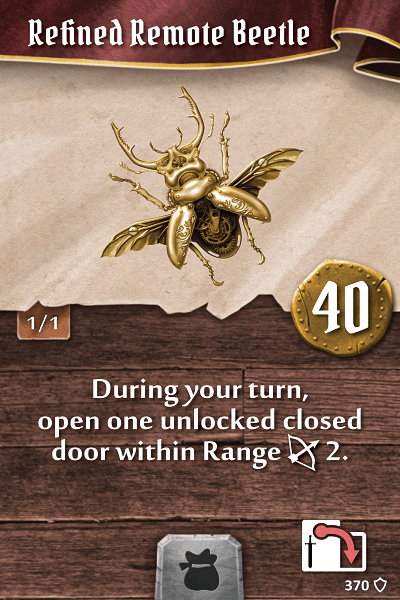 Refined Remote Beetle
1/1
40
During your turn,
open one unlocked closed
door within Range 2.
370